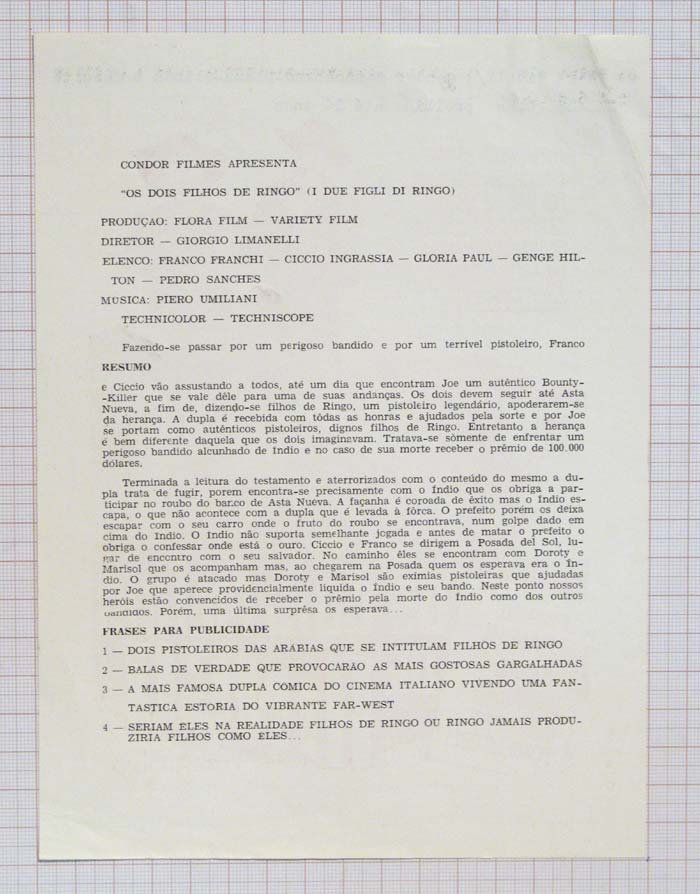 CONDOR FILMES APRESENTA
"OS DOIS FILHOS DE RINGO" (I DUE FIGLI DI RINGO)
PRODUÇAO: FLORA FILM — VARIETY FILM
DIRETOR — GIORGIO LIMANELLI
ELENCO: FRANCO FRANCHI — CICCIO INGRASSIA — GLORIA PAUL — GENGE HIL-
TON — PEDRO SANCHES
MUSICA: PIERO UMILIANI
TECHNICOLOR — TECHNISCOPE
Fazendo-se passar por um perigoso bandido e por um terrível pistoleiro, Franco
RESUMO
e Ciccio vão assustando a todos, até um dia que encontram Joe um autêntico Bounty-
-Killer que se vale dêle para uma de suas andanças. Os dois devem seguir até Asta
Nueva, a fim de, dizendo-se filhos de Ringo, um pistoleiro legendário, apoderarem-se
da herança. A dupla é recebida com tôdas as honras e ajudados pela sorte e por Joe
se portam como autênticos pistoleiros, dignos filhos de Ringo. Entretanto a herança
é bem diferente daquela que os dois imaginavam. Tratava-se sòmente de enfrentar um
perigoso bandido alcunhado de Indio e no caso de sua morte receber o prêmio de 100.000
dólares.
Terminada a leitura do testamento e aterrorizados com o conteúdo do mesmo a du-
pla trata de fugir, porem encontra-se precisamente com o Indio que os obriga a par-
ticipar no roubo do banco de Asta Nueva. A façanha é coroada de êxito mas o Indio es-
capa, o que não acontece com a dupla que é levada à fôrca. O prefeito porém os deixa
escapar com o seu carro onde o fruto do roubo se encontrava, num golpe dado em
cima do Indio. O Indio não suporta semelhante jogada e antes de matar o prefeito o
obriga o confessar onde está o ouro. Ciccio e Franco se dirigem a Posada del Sol, lu-
gar de encontro com o seu salvador. No caminho êles se encontram com Doroty e
Marisol que os acompanham mas, ao chegarem na Posada quem os esperava era o Ín-
dio. O grupo é atacado mas Doroty e Marisol são eximias pistoleiras que ajudadas
por Joe que aperece providencialmente liquida o Indio e seu bando. Neste ponto nossos
heróis estão convencidos de receber o prêmio pela morte do Índio como dos outros
bandidos. Porém, uma última surprêsa os esperava...
FRASES PARA PUBLICIDADE
1 — DOIS PISTOLEIROS DAS ARABIAS QUE SE INTITULAM FILHOS DE RINGO
2 — BALAS DE VERDADE QUE PROVOCARÃO AS MAIS GOSTOSAS GARGALHADAS
3 — A MAIS FAMOSA DUPLA CÔMICA DO CINEMA ITALIANO VIVENDO UMA FAN-
TASTICA ESTORIA DO VIBRANTE FAR-WEST
4 — SERIAM ELES NA REALIDADE FILHOS DE RINGO OU RINGO JAMAIS PRODU-
ZIRIA FILHOS COMO ELES...